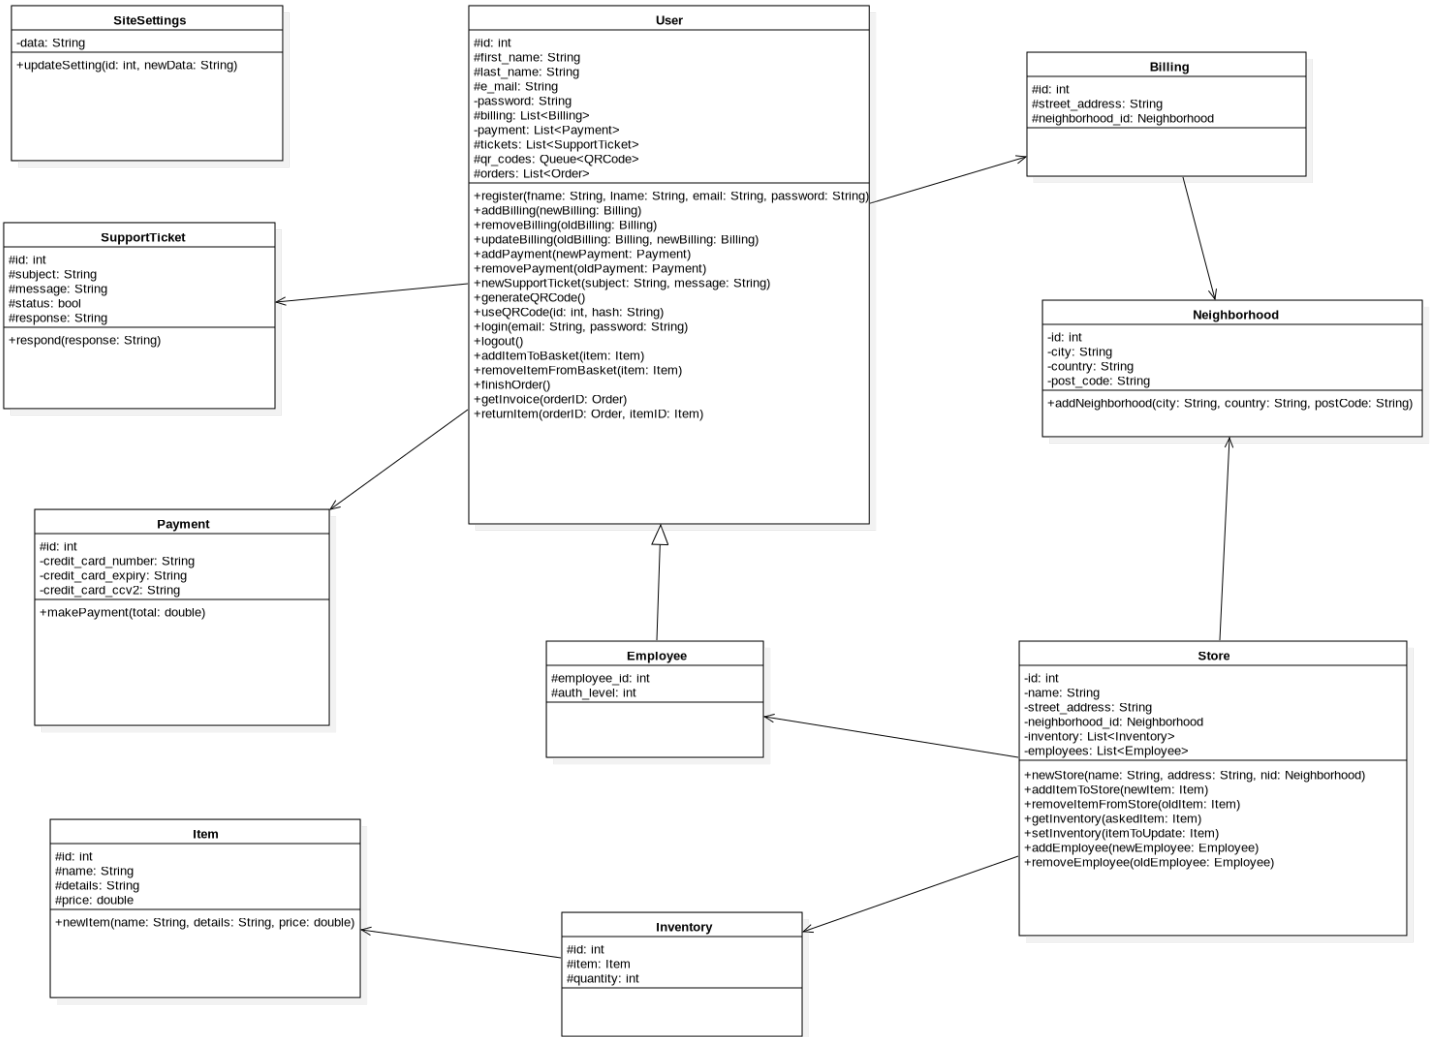 SiteSettings
-data: String
+updateSetting(id: int, newData: String)
User
#id: int
#first_name: String
#last_name: String
#e_mail: String
-password: String
#billing: List<Billing>
-payment: List<Payment>
#tickets: List<SupportTicket>
#qr_codes: Queue<QRCode>
#orders: List<Order>
+register(fname: String, lname: String, email: String, password: String)
+addBilling(newBilling: Billing)
+removeBilling(oldBilling: Billing)
+updateBilling(oldBilling: Billing, newBilling: Billing)
+addPayment(newPayment: Payment)
+removePayment(oldPayment: Payment)
+newSupportTicket(subject: String, message: String)
+generateQRCode()
+useQRCode(id: int, hash: String)
+login(email: String, password: String)
+logout()
+addItemToBasket(item: Item)
+removeItemFromBasket(item: Item)
+finishOrder()
+getInvoice(orderID: Order)
+returnItem(orderID: Order, itemID: Item)
Billing
#id: int
#street_address: String
#neighborhood_id: Neighborhood
SupportTicket
#id: int
#subject: String
#message: String
#status: bool
#response: String
+respond(response: String)
Neighborhood
-id: int
-city: String
-country: String
-post_code: String
+addNeighborhood(city: String, country: String, postCode: String)
Payment
#id: int
-credit_card_number: String
-credit_card_expiry: String
-credit_card_ccv2: String
+makePayment(total: double)
Employee
#employee_id: int
#auth_level: int
Store
-id: int
-name: String
-street_address: String
-neighborhood_id: Neighborhood
-inventory: List<Inventory>
-employees: List<Employee>
+newStore(name: String, address: String, nid: Neighborhood)
+addItemToStore(newItem: Item)
+removeItemFromStore(oldItem: Item)
+getInventory(askedItem: Item)
+setInventory(itemToUpdate: Item)
+addEmployee(newEmployee: Employee)
+removeEmployee(oldEmployee: Employee)
Item
#id: int
#name: String
#details: String
#price: double
+newItem(name: String, details: String, price: double)
Inventory
#id: int
#item: Item
#quantity: int